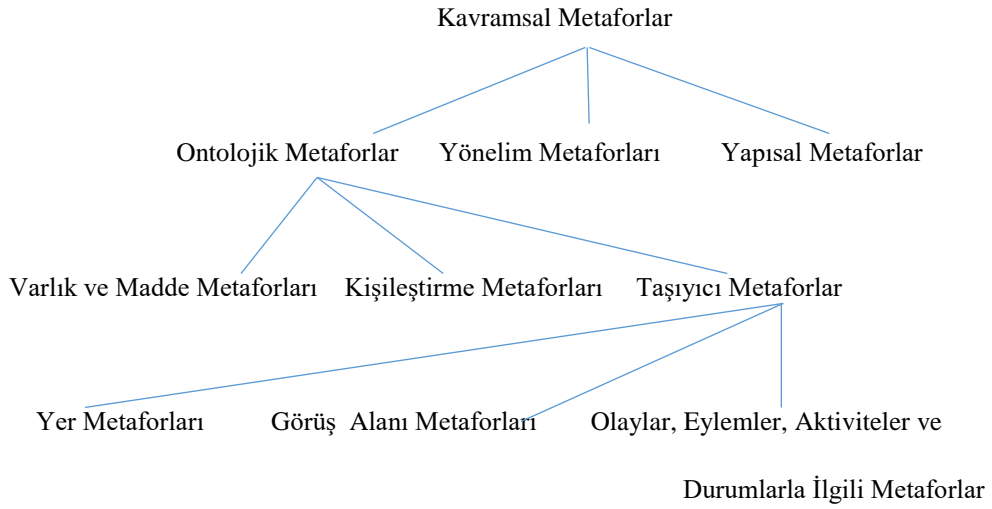 Kavramsal Metaforlar
Ontolojik Metaforlar Yönelim Metaforları Yapısal Metaforlar
Varlık ve Madde Metaforları Kişileştirme Metaforları Taşıyıcı Metaforlar
Yer Metaforları Görüş Alanı Metaforları Olaylar, Eylemler, Aktiviteler ve
Durumlarla İlgili Metaforlar